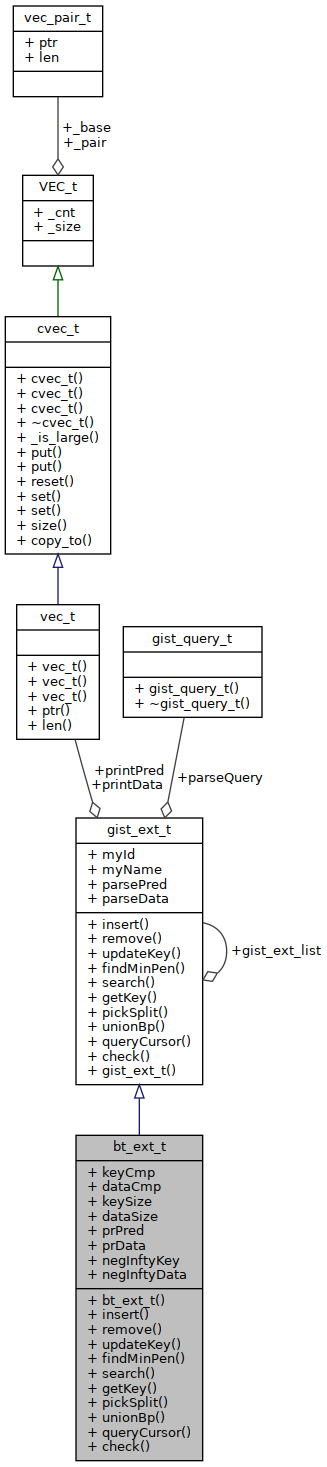 vec_pair_t
+ ptr
+ len
+_base
+_pair
VEC_t
+ _cnt
+ _size
cvec_t
+ cvec_t()
+ cvec_t()
+ cvec_t()
+ ~cvec_t()
+ _is_large()
+ put()
+ put()
+ reset()
+ set()
+ set()
+ size()
+ copy_to()
vec_t
+ vec_t()
+ vec_t()
+ vec_t()
+ ptr()
+ len()
gist_query_t
+ gist_query_t()
+ ~gist_query_t()
+printPred
+printData
+parseQuery
gist_ext_t
+ myId
+ myName
+ parsePred
+ parseData
+ insert()
+ remove()
+ updateKey()
+ findMinPen()
+ search()
+ getKey()
+ pickSplit()
+ unionBp()
+ queryCursor()
+ check()
+ gist_ext_t()
+gist_ext_list
bt_ext_t
+ keyCmp
+ dataCmp
+ keySize
+ dataSize
+ prPred
+ prData
+ negInftyKey
+ negInftyData
+ bt_ext_t()
+ insert()
+ remove()
+ updateKey()
+ findMinPen()
+ search()
+ getKey()
+ pickSplit()
+ unionBp()
+ queryCursor()
+ check()